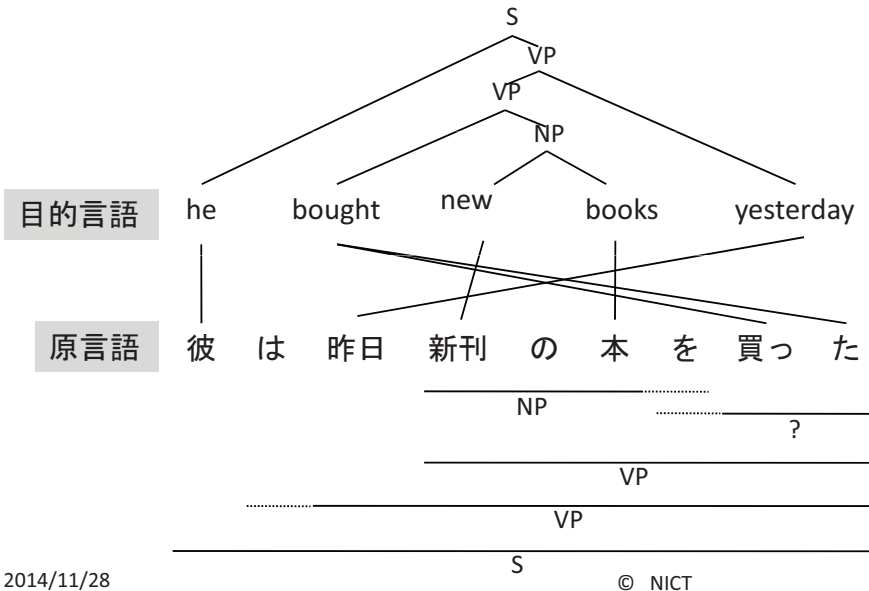 S
VP
VP
NP
目的言語 he bought new books yesterday
原言語 彼 は 昨日 新刊 の 本 を 買っ た
NP
?
VP
VP
S
2014/11/28 © NICT